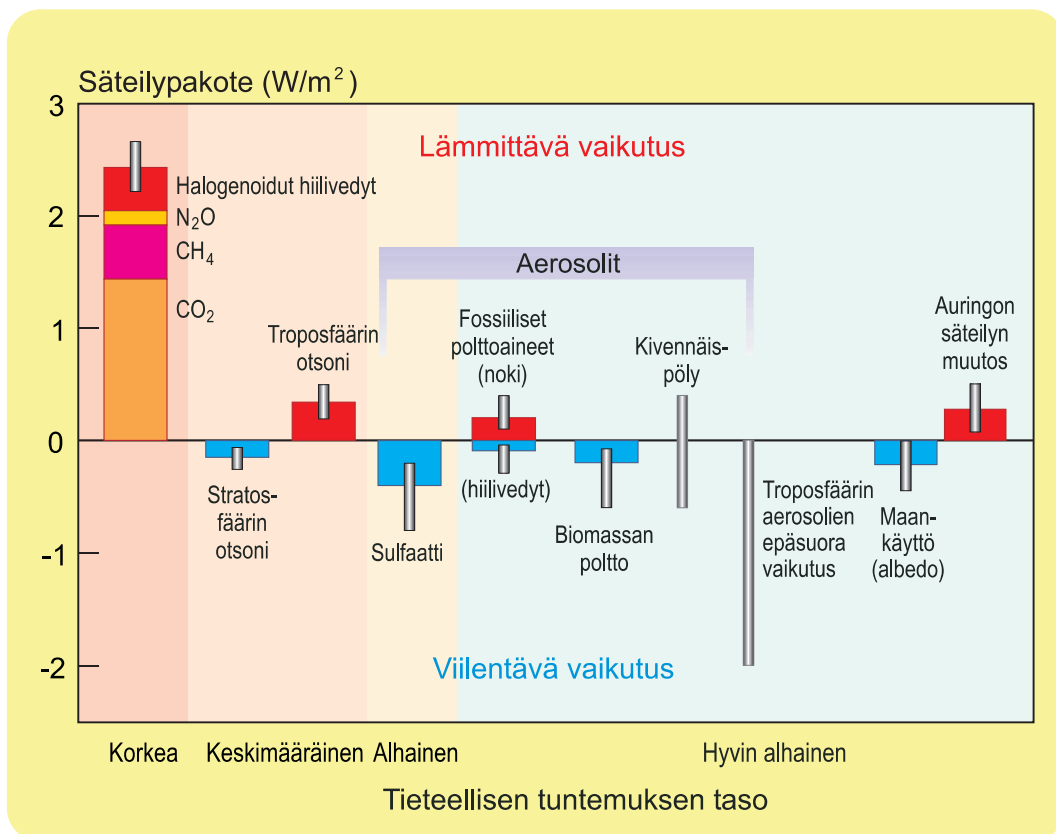 Säteilypakote (W/m²)
3
2
1
0
-1
-2
Lämmittävä vaikutus
Halogenoidut hiilivedyt
N₂O
CH₄
CO₂
Troposfäärin
otsoni
Stratos-
fäärin
otsoni
Aerosolit
Sulfaatti
Fossiiliset
polttoaineet
(noki)
(hiilivedyt)
Biomassan
poltto
Kivennäis-
pöly
Troposfäärin
aerosolien
epäsuora
vaikutus
Maan-
käyttö
(albedo)
Auringon
säteilyn
muutos
Viilentävä vaikutus
Korkea
Keskimääräinen
Alhainen
Hyvin alhainen
Tieteellisen tuntemuksen taso